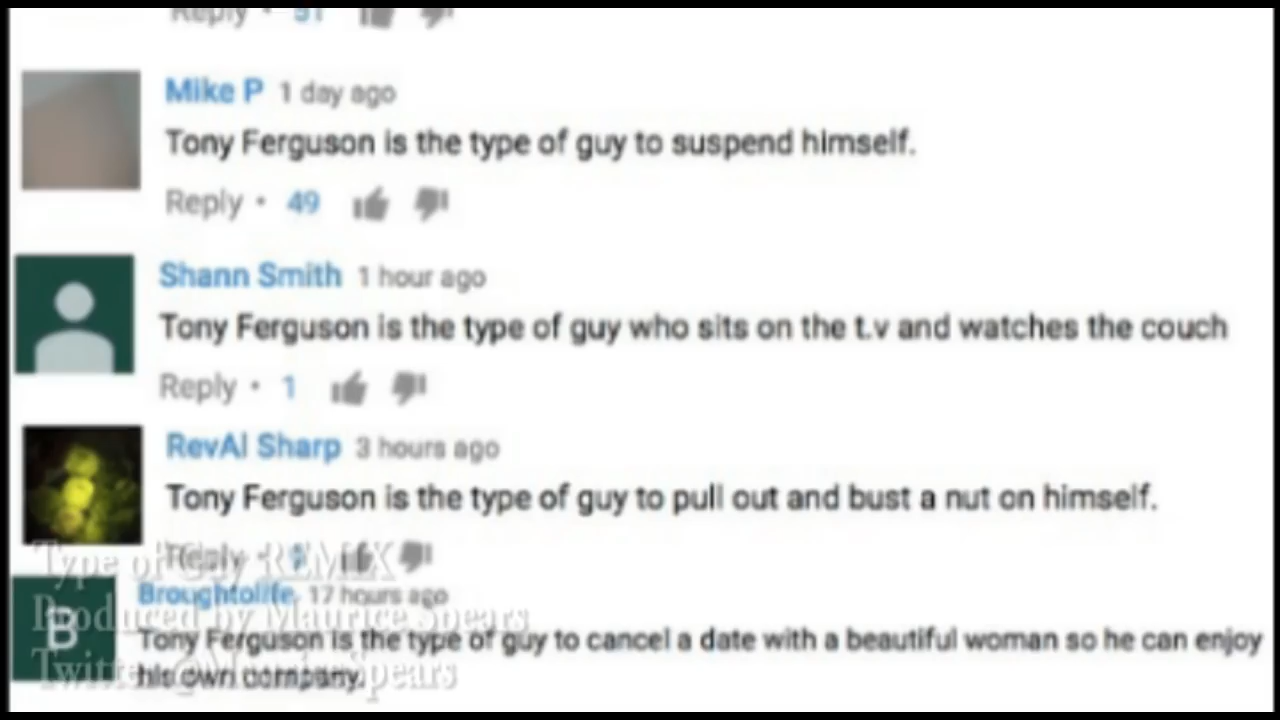 Reply • 51
Mike P 1 day ago
Tony Ferguson is the type of guy to suspend himself.
Reply • 49
Shann Smith 1 hour ago
Tony Ferguson is the type of guy who sits on the t.v and watches the couch
Reply • 1
RevAl Sharp 3 hours ago
Tony Ferguson is the type of guy to pull out and bust a nut on himself.
Reply • 9
Type of Guy REMIX
Broughtolife 17 hours ago
Produced by Maurice Spears
B
Tony Ferguson is the type of guy to cancel a date with a beautiful woman so he can enjoy
his own company.
Twitter @MauriceSpears